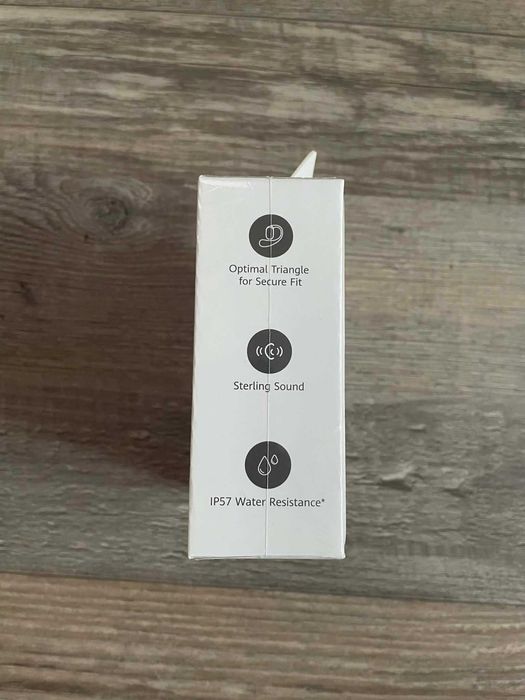 Optimal Triangle
for Secure Fit
Sterling Sound
IP57 Water Resistance*